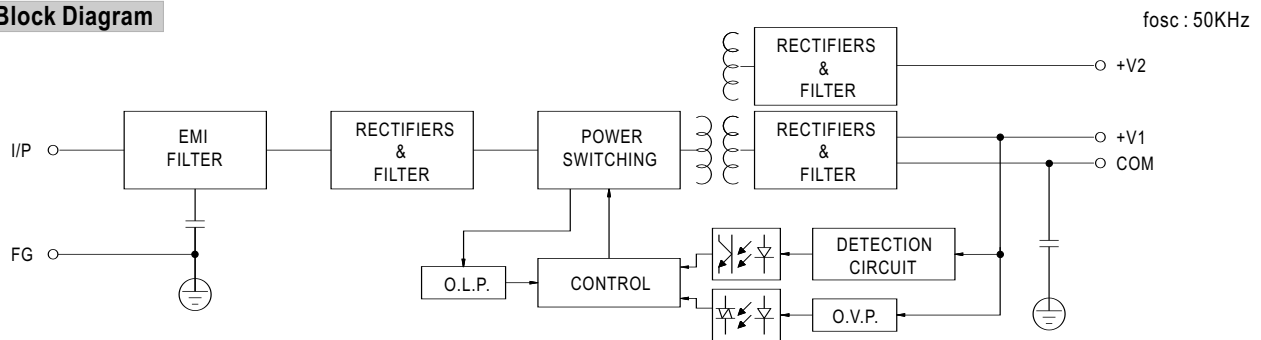 Block Diagram
fosc : 50KHz
RECTIFIERS
&
FILTER
+V2
I/P
EMI
FILTER
RECTIFIERS
&
FILTER
POWER
SWITCHING
RECTIFIERS
&
FILTER
+V1
COM
FG
O.L.P.
CONTROL
DETECTION
CIRCUIT
O.V.P.